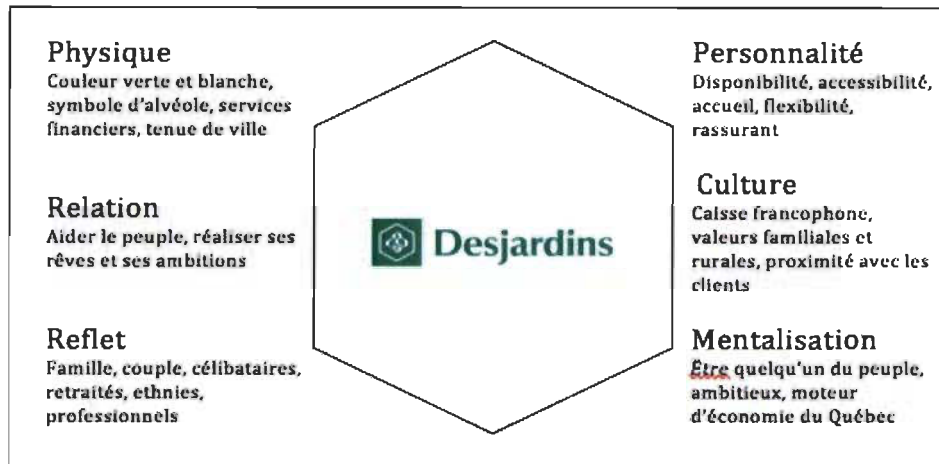 Physique
Couleur verte et blanche,
symbole d'alvéole, services
financiers, tenue de ville
Relation
Aider le peuple, réaliser ses
rêves et ses ambitions
Reflet
Famille, couple, célibataires,
retraités, ethnies,
professionnels
Desjardins
Personnalité
Disponibilité, accessibilité,
accueil, flexibilité,
rassurant
Culture
Caisse francophone,
valeurs familiales et
rurales, proximité avec les
clients
Mentalisation
Être quelqu'un du peuple,
ambitieux, moteur
d'économie du Québec